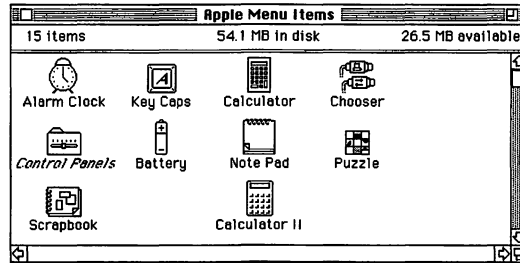 Apple Menu Items
15 items 54.1 MB in disk 26.5 MB available
Alarm Clock Key Caps Calculator Chooser
Control Panels Battery Note Pad Puzzle
Scrapbook Calculator II